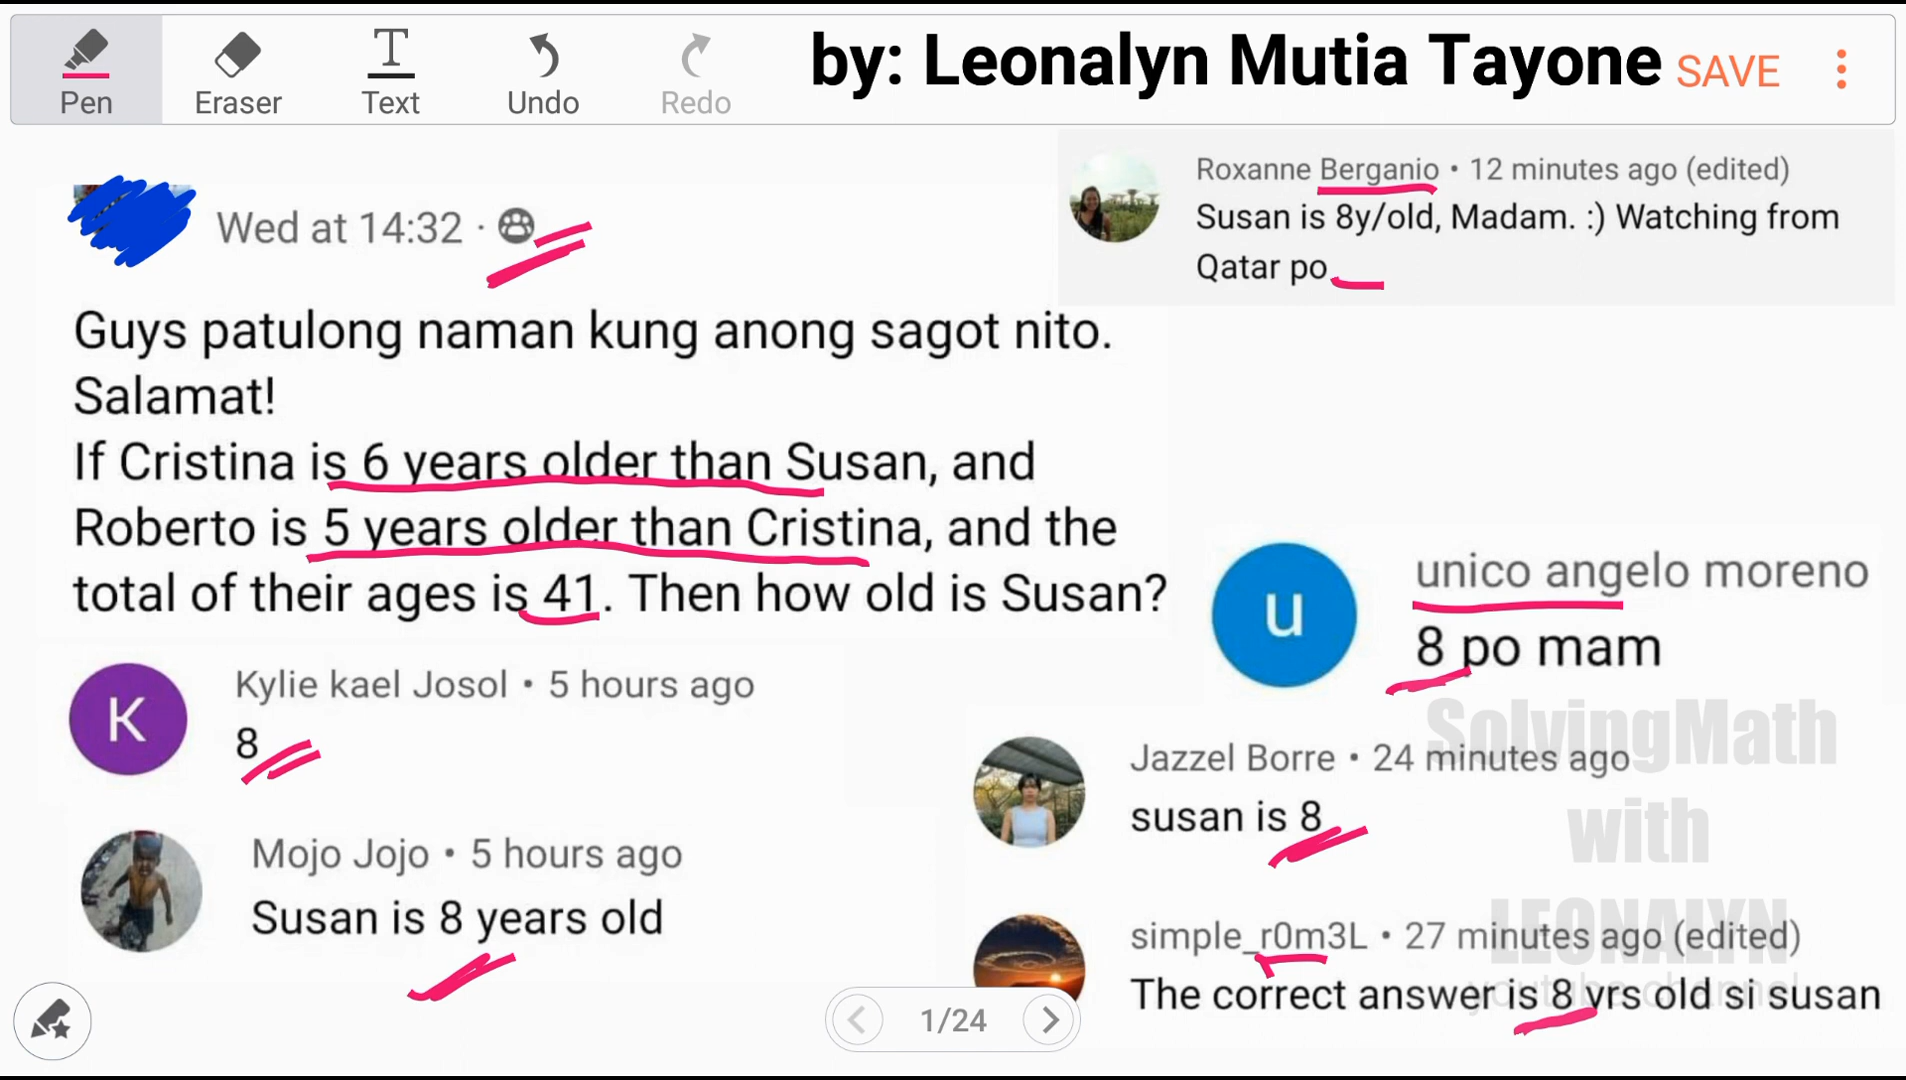 Pen
Eraser
Text
Undo
Redo
by: Leonalyn Mutia Tayone
SAVE
Wed at 14:32 ·
Guys patulong naman kung anong sagot nito.
Salamat!
If Cristina is 6 years older than Susan, and
Roberto is 5 years older than Cristina, and the
total of their ages is 41. Then how old is Susan?
Roxanne Berganio • 12 minutes ago (edited)
Susan is 8y/old, Madam. :) Watching from
Qatar po
u
unico angelo moreno
8 po mam
K
Kylie kael Josol • 5 hours ago
8
Mojo Jojo • 5 hours ago
Susan is 8 years old
Jazzel Borre • 24 minutes ago
susan is 8
simple_r0m3L • 27 minutes ago (edited)
The correct answer is 8 yrs old si susan
SolvingMath
with
LEONALYN
youtube channel
1/24